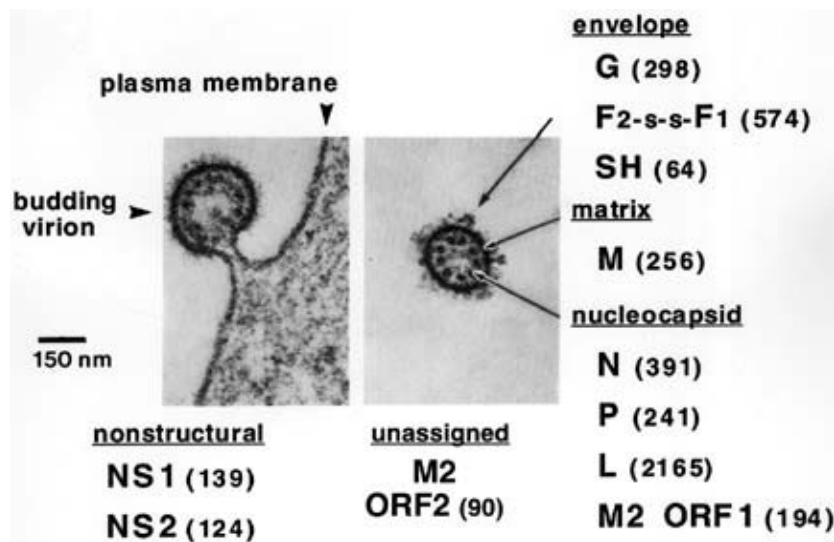 envelope
G (298)
F2-s-s-F1 (574)
SH (64)
matrix
M (256)
nucleocapsid
N (391)
P (241)
L (2165)
M2 ORF1 (194)
plasma membrane
budding
virion
150 nm
nonstructural
NS1 (139)
NS2 (124)
unassigned
M2
ORF2 (90)